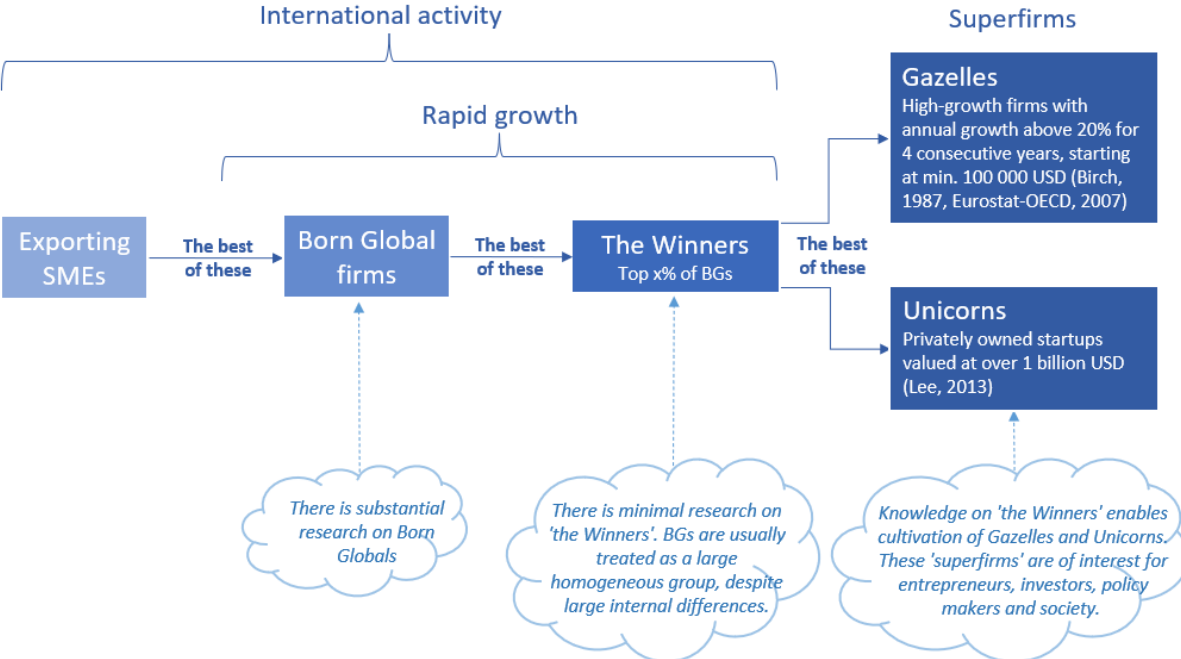 International activity
Superfirms
Rapid growth
Gazelles
High-growth firms with
annual growth above 20% for
4 consecutive years, starting
at min. 100 000 USD (Birch,
1987, Eurostat-OECD, 2007)
Exporting
SMEs
The best
of these
Born Global
firms
The best
of these
The Winners
Top x% of BGs
The best
of these
Unicorns
Privately owned startups
valued at over 1 billion USD
(Lee, 2013)
There is substantial
research on Born
Globals
There is minimal research on
'the Winners'. BGs are usually
treated as a large
homogeneous group, despite
large internal differences.
Knowledge on 'the Winners' enables
cultivation of Gazelles and Unicorns.
These 'superfirms' are of interest for
entrepreneurs, investors, policy
makers and society.